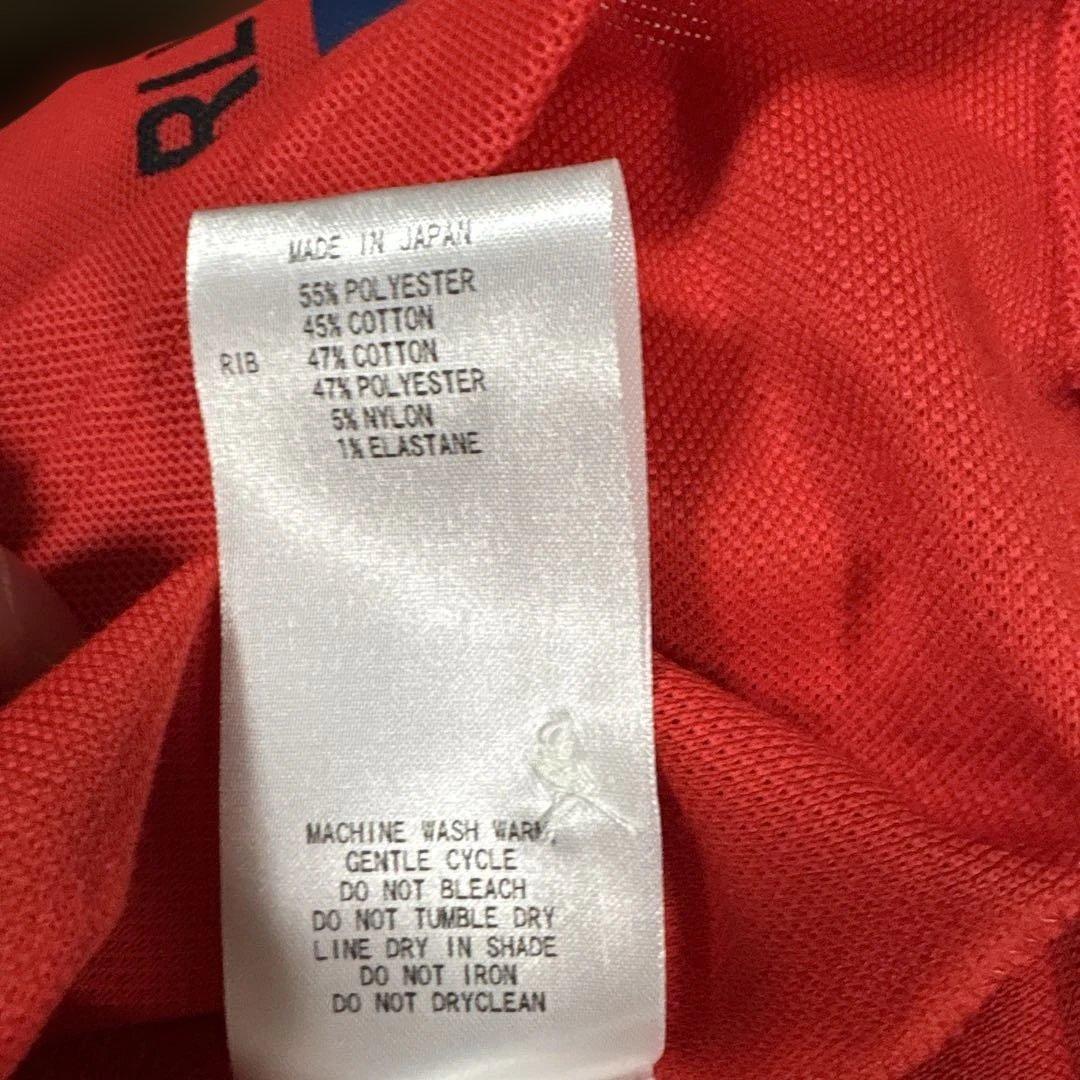 RL
MADE IN JAPAN
55% POLYESTER
45% COTTON
RIB 47% COTTON
47% POLYESTER
5% NYLON
1% ELASTANE
MACHINE WASH WARM,
GENTLE CYCLE
DO NOT BLEACH
DO NOT TUMBLE DRY
LINE DRY IN SHADE
DO NOT IRON
DO NOT DRYCLEAN